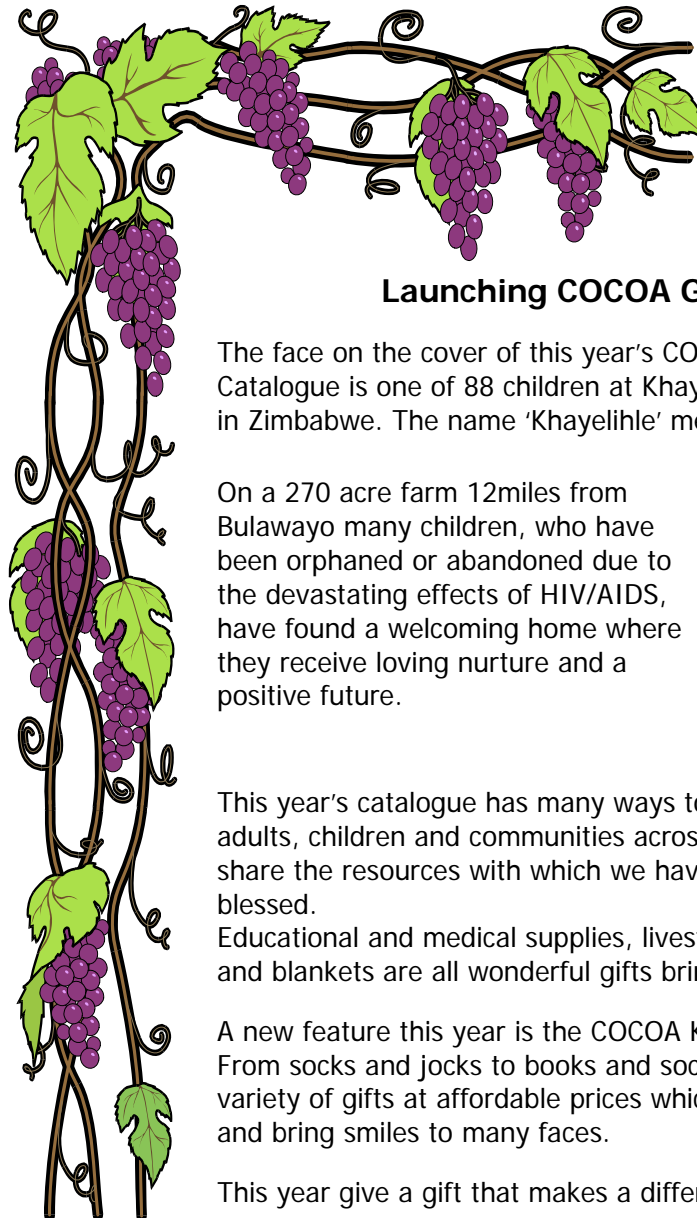 Launching COCOA G
The face on the cover of this year's CO
Catalogue is one of 88 children at Khay
in Zimbabwe. The name 'Khayelihle' m
On a 270 acre farm 12miles from
Bulawayo many children, who have
been orphaned or abandoned due to
the devastating effects of HIV/AIDS,
have found a welcoming home where
they receive loving nurture and a
positive future.
This year's catalogue has many ways t
adults, children and communities acros
share the resources with which we hav
blessed.
Educational and medical supplies, lives
and blankets are all wonderful gifts bri
A new feature this year is the COCOA K
From socks and jocks to books and soc
variety of gifts at affordable prices whic
and bring smiles to many faces.
This year give a gift that makes a differ